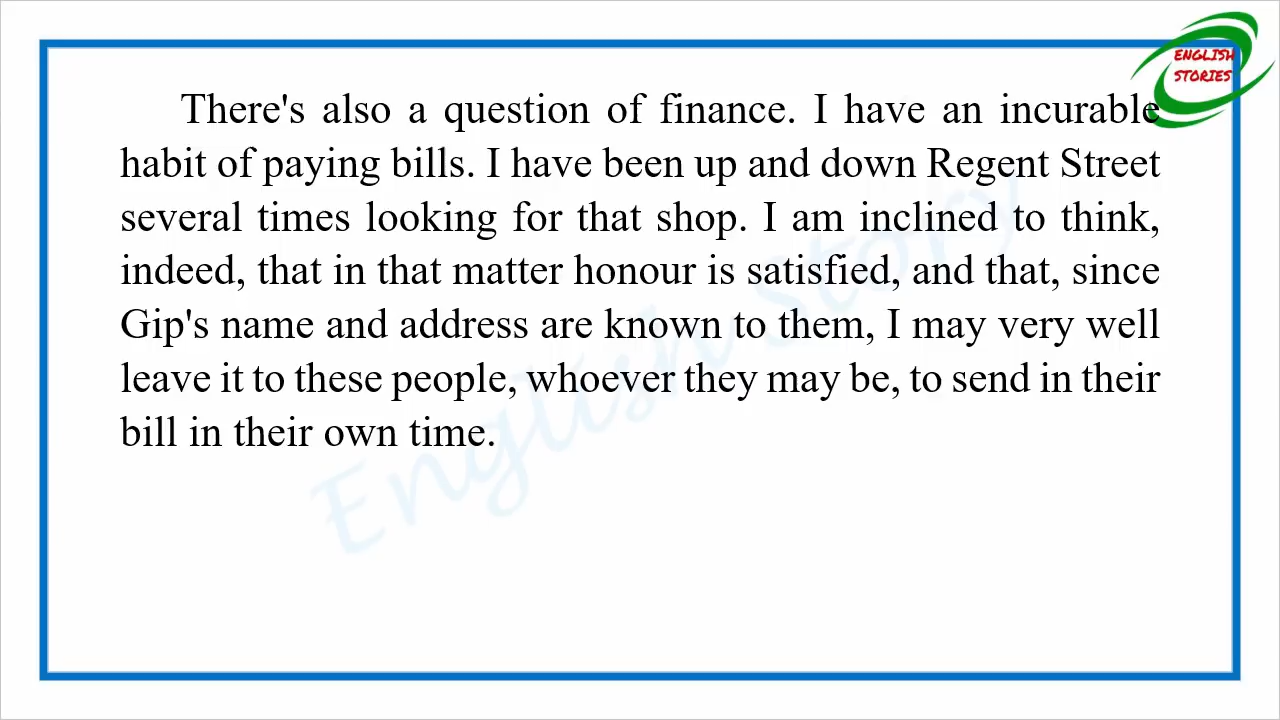 ENGLISH
STORIES
There's also a question of finance. I have an incurable
habit of paying bills. I have been up and down Regent Street
several times looking for that shop. I am inclined to think,
indeed, that in that matter honour is satisfied, and that, since
Gip's name and address are known to them, I may very well
leave it to these people, whoever they may be, to send in their
bill in their own time.
English Story